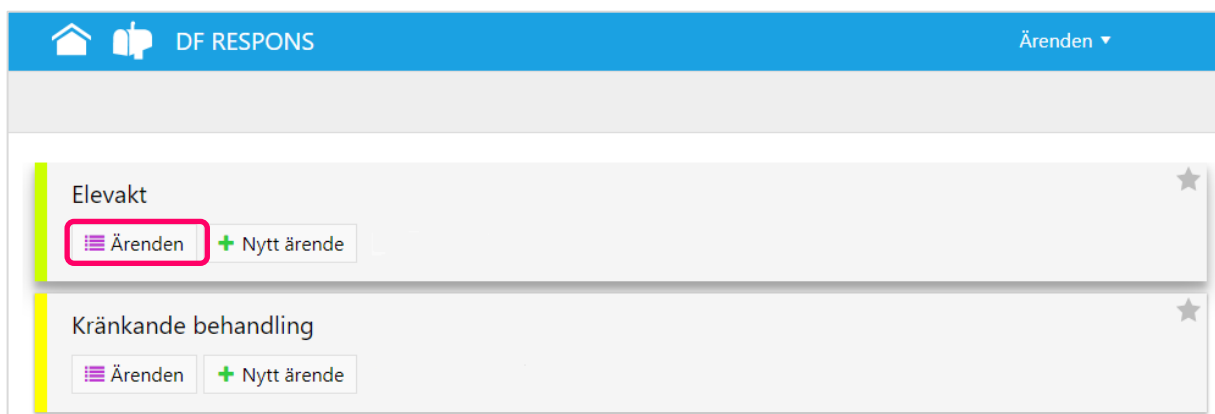 DF RESPONS Ärenden
Elevakt
Ärenden Nytt ärende
Kränkande behandling
Ärenden Nytt ärende